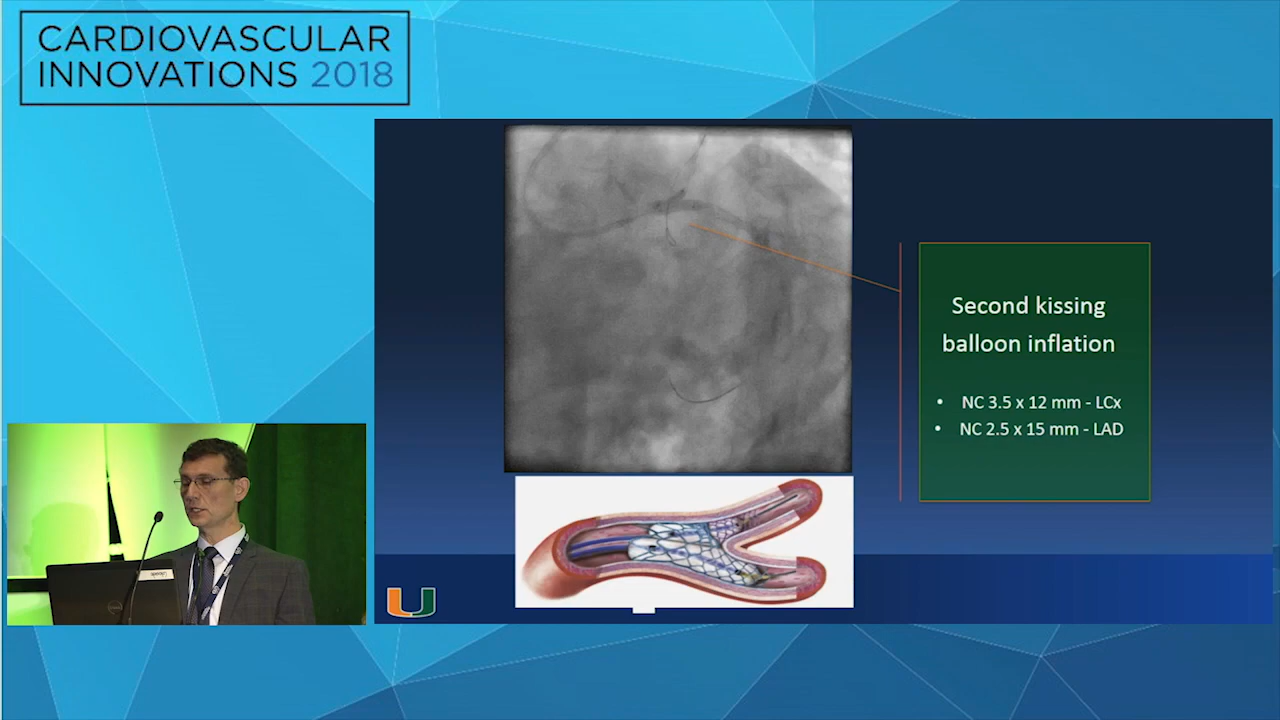 CARDIOVASCULAR
INNOVATIONS 2018
Second kissing
balloon inflation
• NC 3.5 x 12 mm - LCx
• NC 2.5 x 15 mm - LAD
U